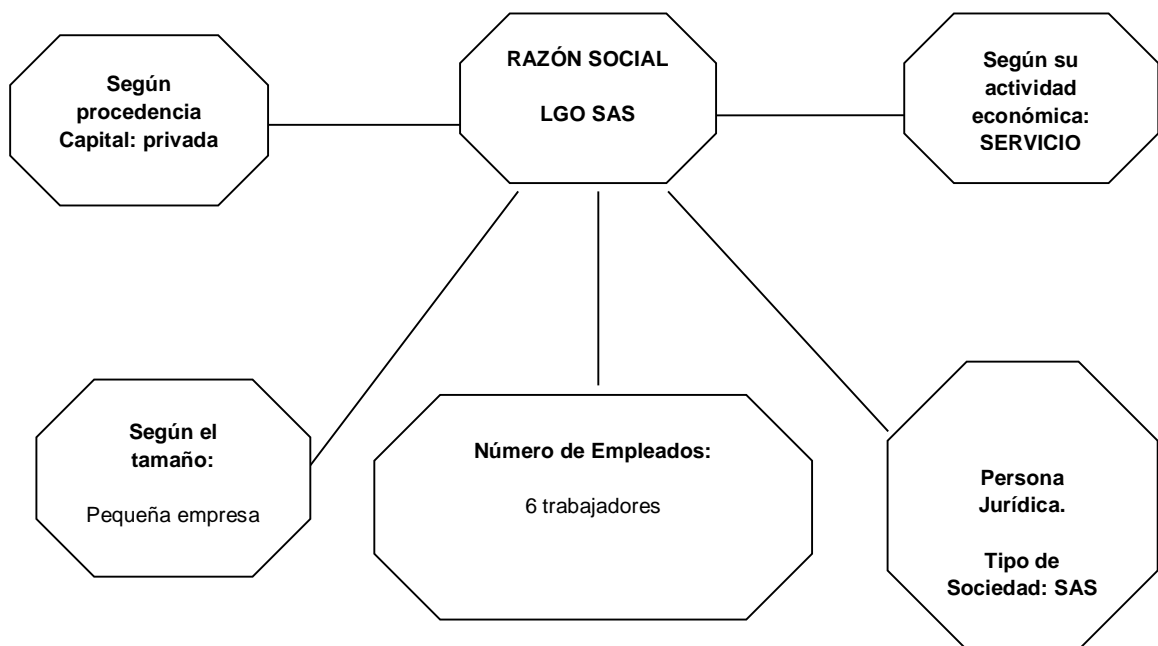 Según
procedencia
Capital: privada
RAZÓN SOCIAL
LGO SAS
Según su
actividad
económica:
SERVICIO
Según el
tamaño:
Pequeña empresa
Número de Empleados:
6 trabajadores
Persona
Jurídica.
Tipo de
Sociedad: SAS